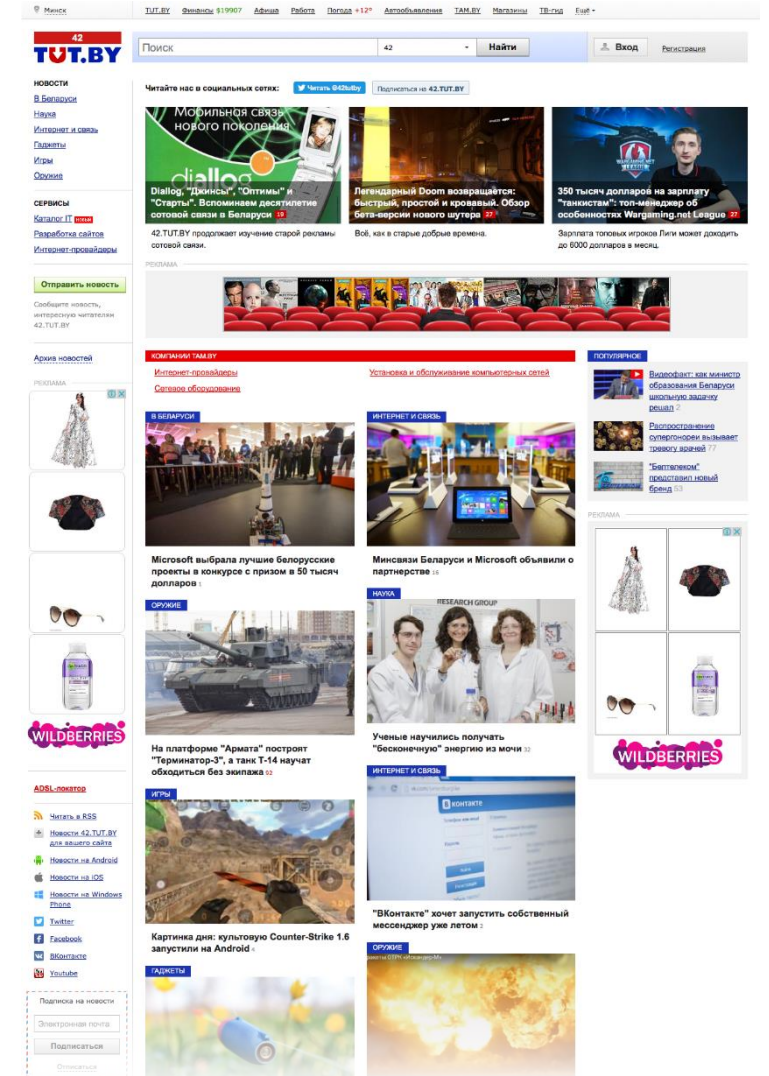 Минск
TUT.BY Финансы $19907 Афиша Работа Погода +12° Автообъявления TAM.BY Магазины ТВ-гид Ещё
42
TUT.BY
Поиск
42
Найти
Вход
Регистрация
НОВОСТИ
В Беларуси
Наука
Интернет и связь
Гаджеты
Игры
Оружие
СЕРВИСЫ
Каталог IT
Разработка сайтов
Интернет-провайдеры
Отправить новость
Сообщите новость,
интересную читателям
42.TUT.BY
Архив новостей
РЕКЛАМА
WILDBERRIES
ADSL-локатор
Читать в RSS
Новости 42.TUT.BY
для вашего сайта
Новости на Android
Новости на iOS
Новости на Windows
Phone
Twitter
Facebook
ВКонтакте
Youtube
Подписка на новости
Электронная почта
Подписаться
Отписаться
Читайте нас в социальных сетях:
Читать @42tutby
Подписаться на 42.TUT.BY
Мобильная связь
нового поколения
diallog
Diallog, "Джинсы", "Оптимы" и
"Старты". Вспоминаем десятилетие
сотовой связи в Беларуси 19
42.TUT.BY продолжает изучение старой рекламы
сотовой связи.
Легендарный Doom возвращается:
быстрый, простой и кровавый. Обзор
бета-версии нового шутера 27
Всё, как в старые добрые времена.
WARGAMING.NET
LEAGUE
350 тысяч долларов на зарплату
"танкистам": топ-менеджер об
особенностях Wargaming.net League 27
Зарплата топовых игроков Лиги может доходить
до 6000 долларов в месяц.
РЕКЛАМА
КОМПАНИИ TAM.BY
Интернет-провайдеры
Установка и обслуживание компьютерных сетей
Сетевое оборудование
В БЕЛАРУСИ
Microsoft выбрала лучшие белорусские
проекты в конкурсе с призом в 50 тысяч
долларов
ОРУЖИЕ
На платформе "Армата" построят
"Терминатор-3", а танк Т-14 научат
обходиться без экипажа
ИГРЫ
Картинка дня: культовую Counter-Strike 1.6
запустили на Android 4
ГАДЖЕТЫ
ИНТЕРНЕТ И СВЯЗЬ
Минсвязи Беларуси и Microsoft объявили о
партнерстве 16
НАУКА
RESEARCH GROUP
Ученые научились получать
"бесконечную" энергию из мочи 32
ИНТЕРНЕТ И СВЯЗЬ
В контакте
"ВКонтакте" хочет запустить собственный
мессенджер уже летом
ОРУЖИЕ
ОТРК «Искандер-М»
ПОПУЛЯРНОЕ
Видеофакт: как министр
образования Беларуси
школьную задачку
решал 2
Распространение
супергонореи вызывает
тревогу врачей 77
"Белтелеком"
представил новый
бренд 53
РЕКЛАМА
WILDBERRIES